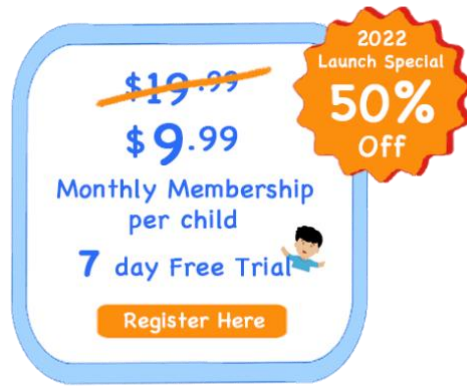 2022
Launch Special
50%
Off
$19.99
$9.99
Monthly Membership
per child
7 day Free Trial
Register Here